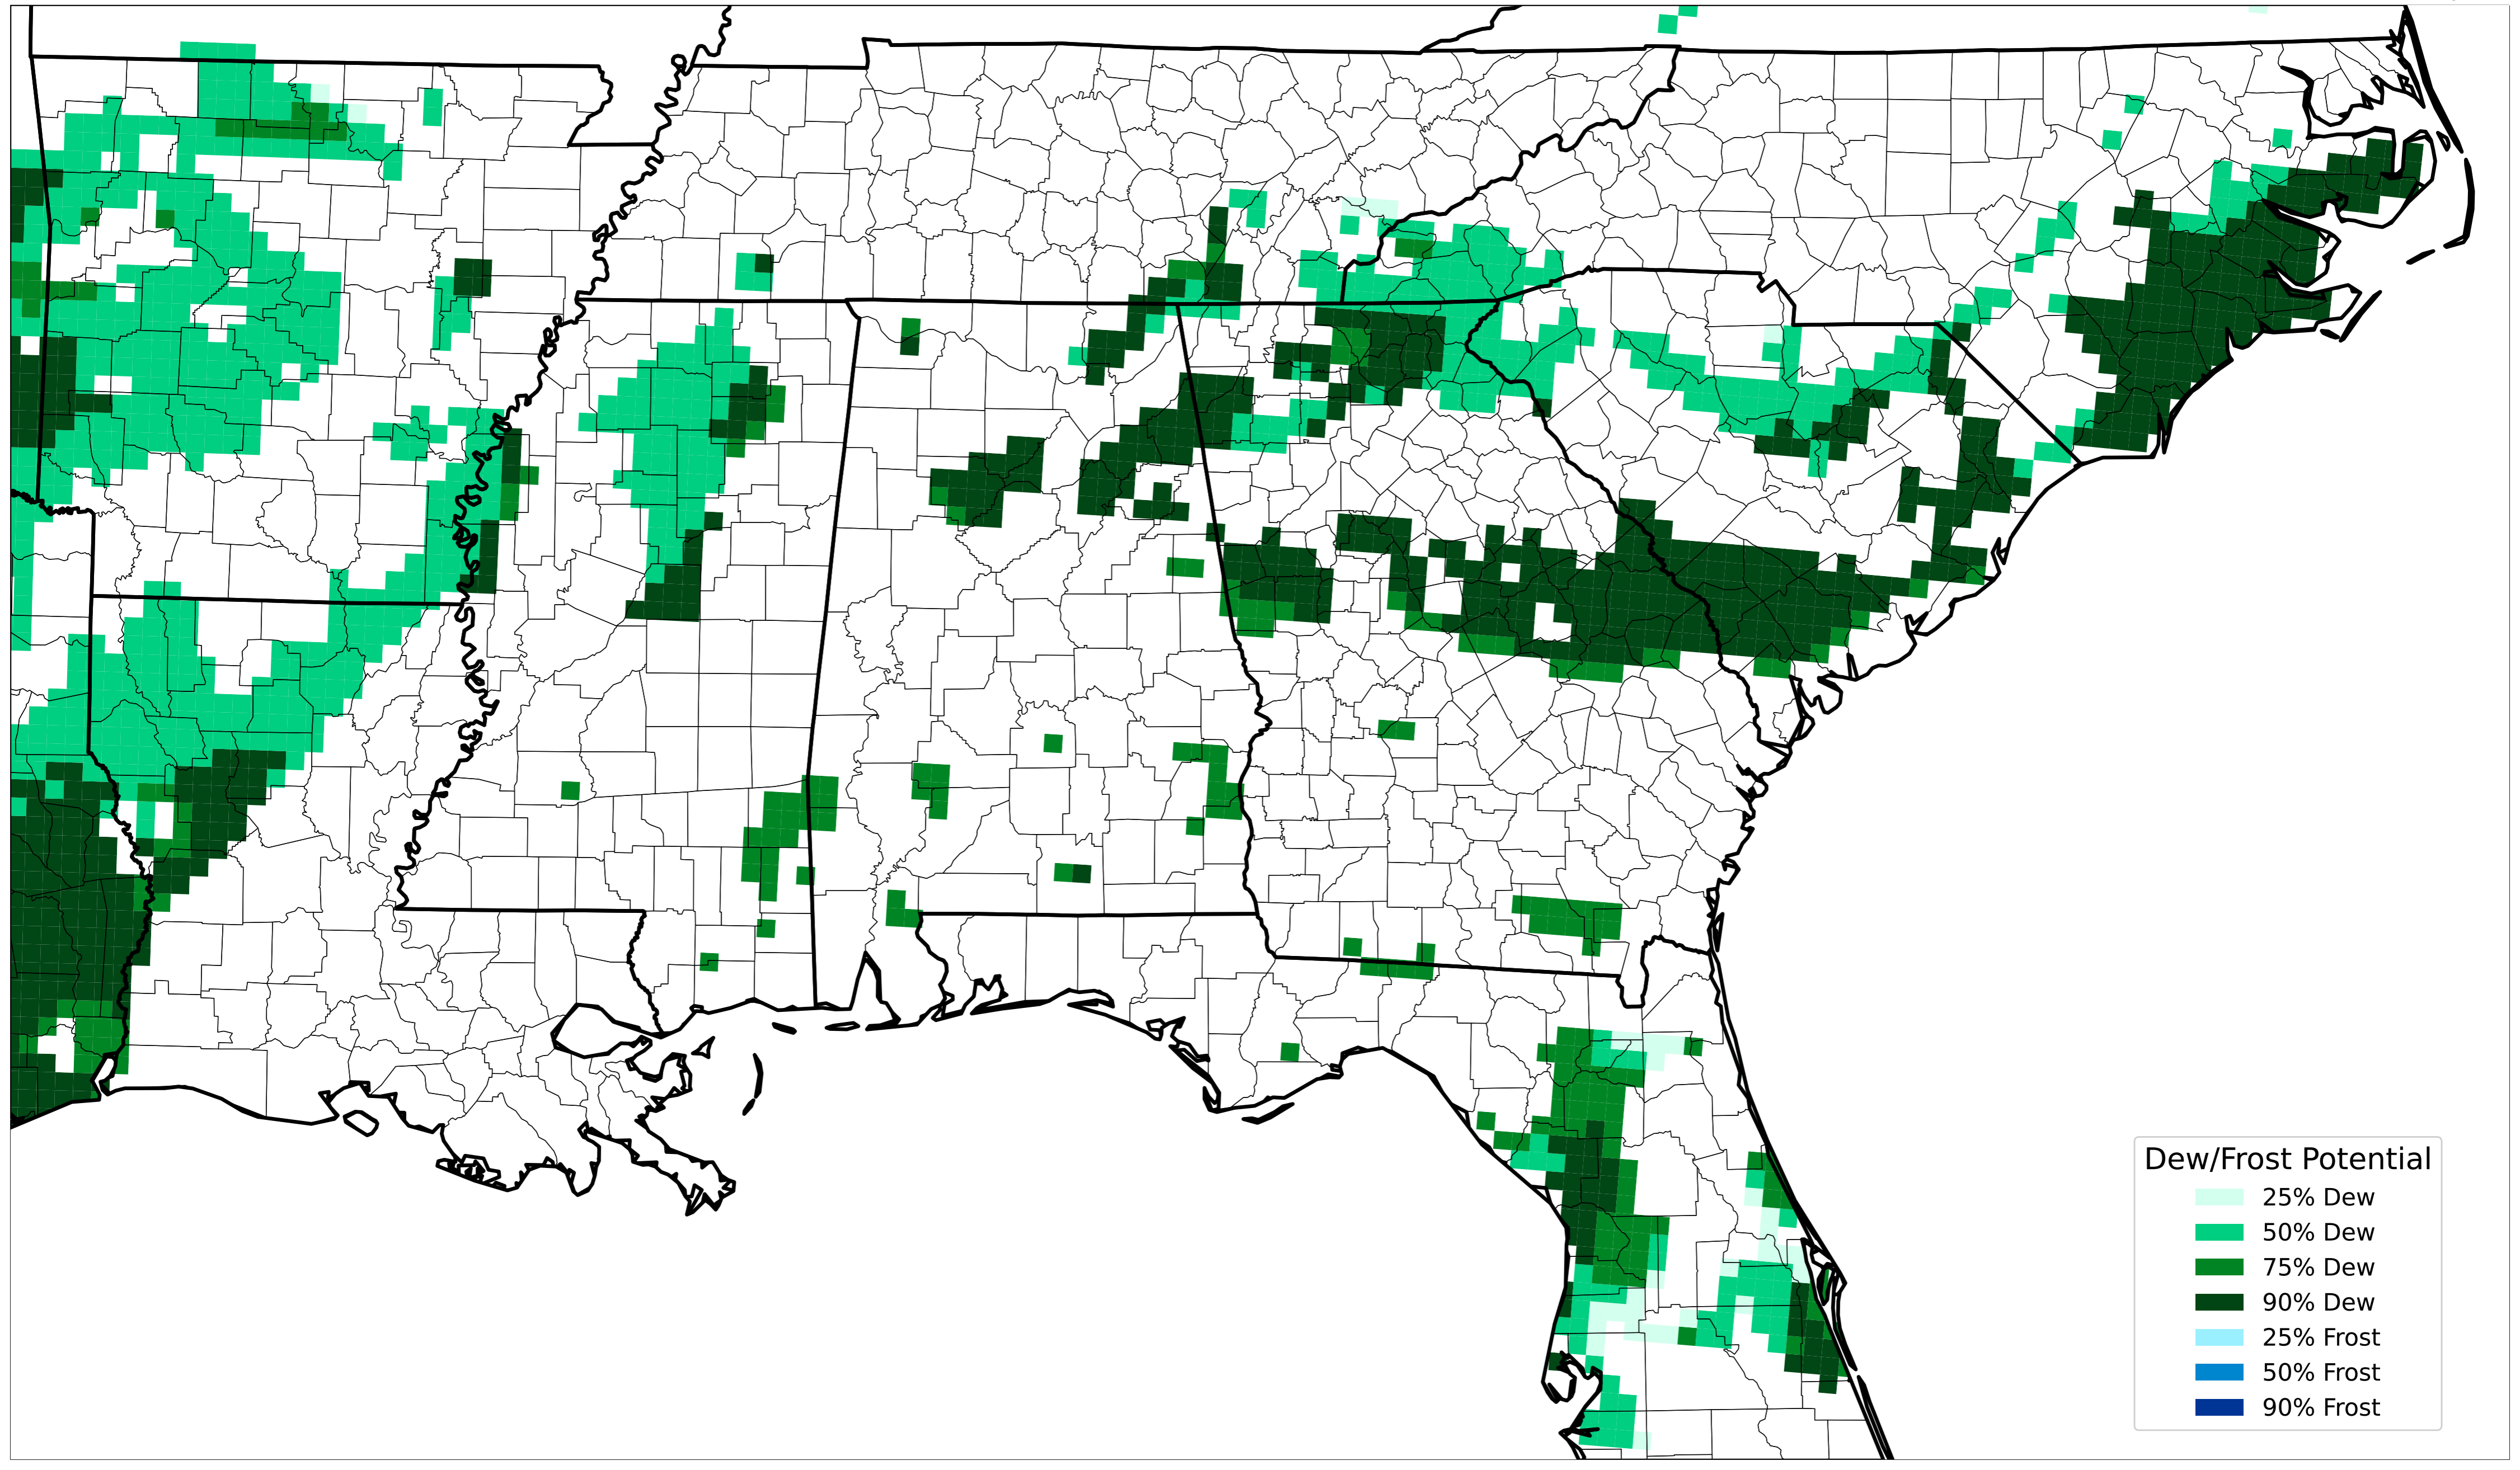 Dew/Frost Potential
25% Dew
50% Dew
75% Dew
90% Dew
25% Frost
50% Frost
90% Frost